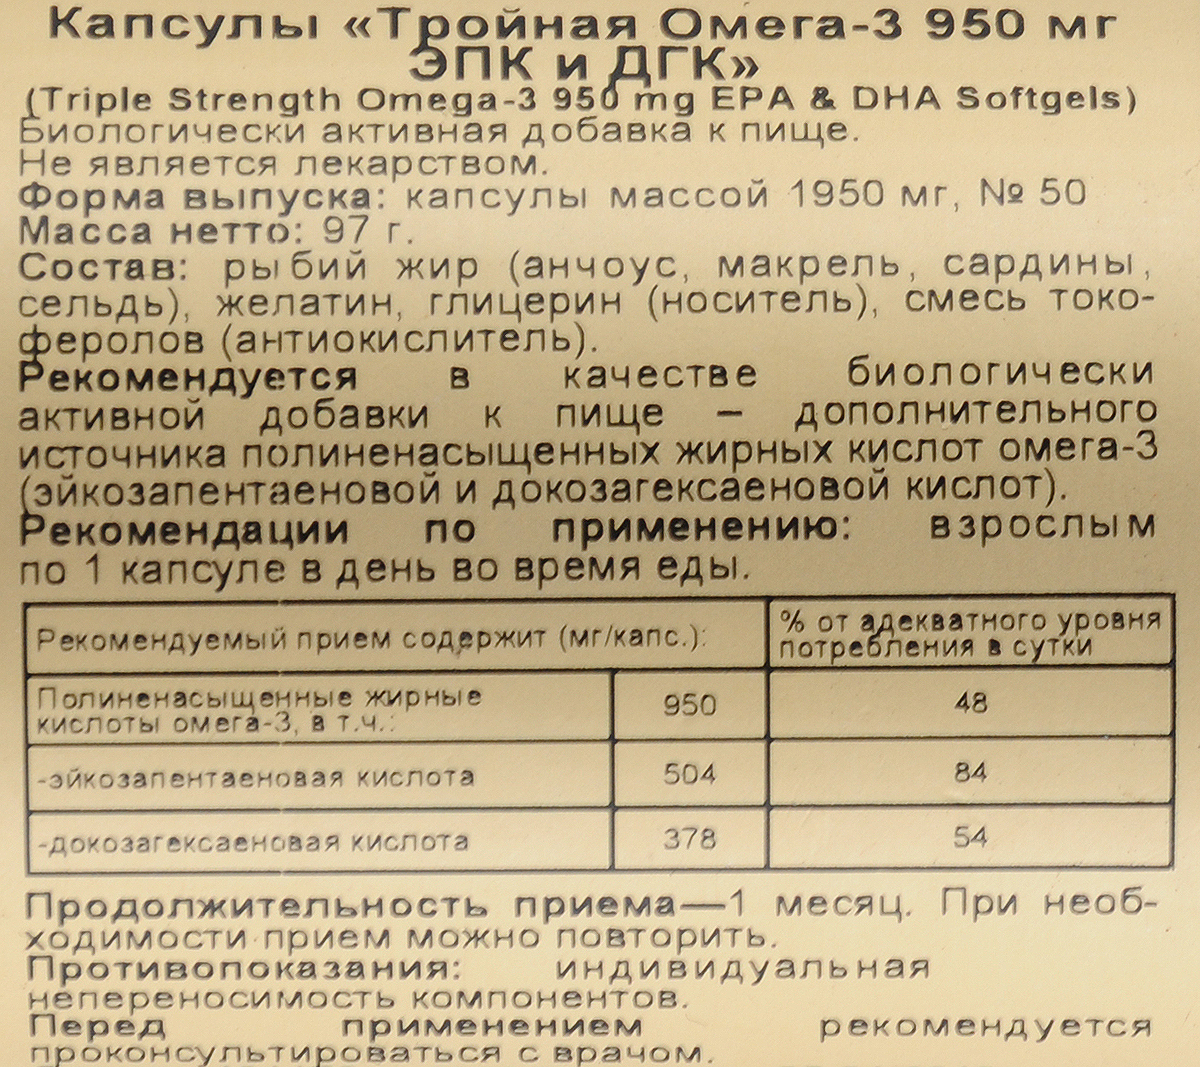 Капсулы «Тройная Омега-3 950 мг
ЭПК и ДГК»
(Triple Strength Omega-3 950 mg EPA & DHA Softgels)
Биологически активная добавка к пище.
Не является лекарством.
Форма выпуска: капсулы массой 1950 мг, № 50
Масса нетто: 97 г.
Состав: рыбий жир (анчоус, макрель, сардины,
сельдь), желатин, глицерин (носитель), смесь токо-
феролов (антиокислитель).
Рекомендуется в качестве биологически
активной добавки к пище – дополнительного
источника полиненасыщенных жирных кислот омега-3
(эйкозапентаеновой и докозагексаеновой кислот).
Рекомендации по применению: взрослым
по 1 капсуле в день во время еды.
Рекомендуемый прием содержит (мг/капс.):
% от адекватного уровня
потребления в сутки
Полиненасыщенные жирные
кислоты омега-3, в т.ч.:
950
48
-эйкозапентаеновая кислота
504
84
-докозагексаеновая кислота
378
54
Продолжительность приема—1 месяц. При необ-
ходимости прием можно повторить.
Противопоказания: индивидуальная
непереносимость компонентов.
Перед применением рекомендуется
проконсультироваться с врачом.